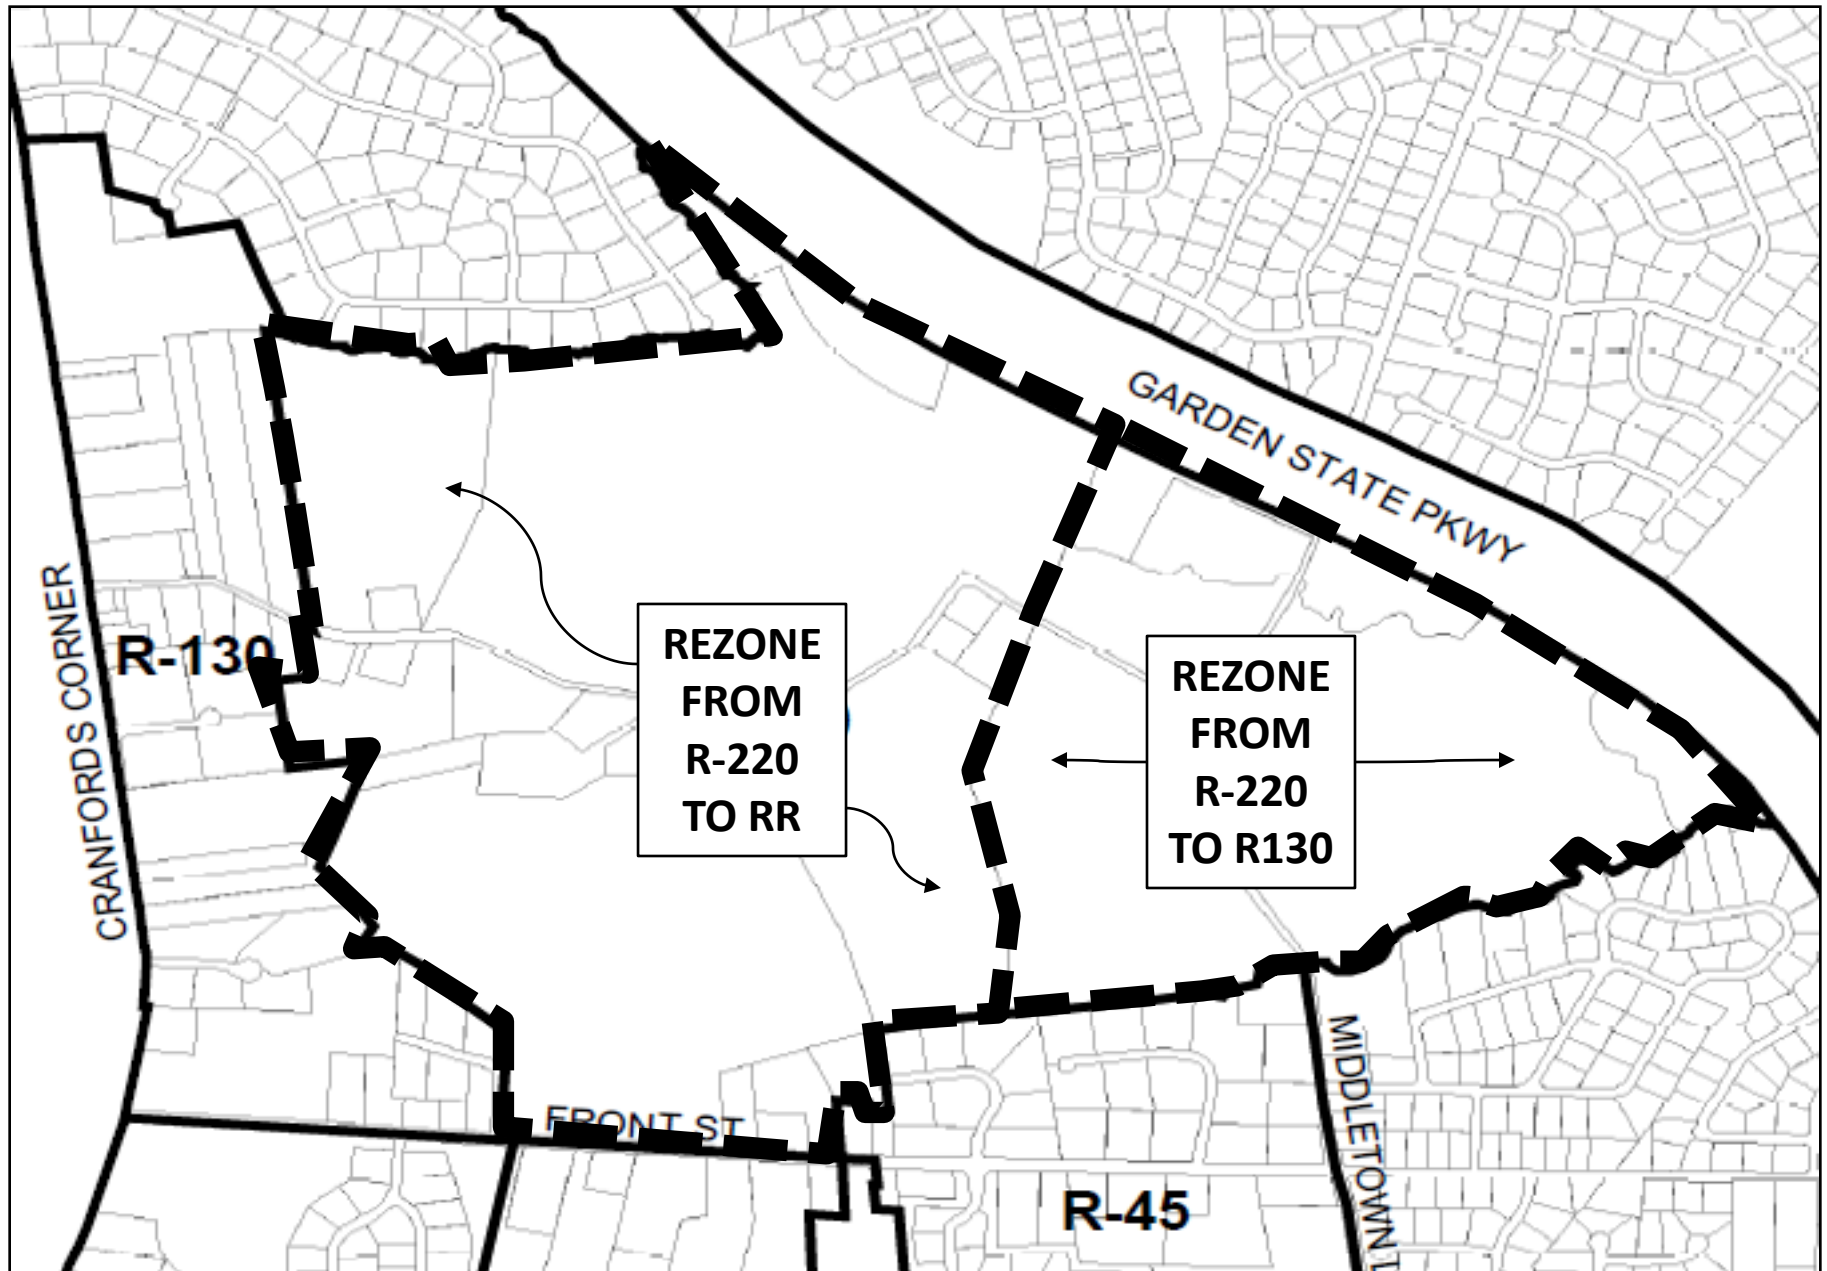 GARDEN STATE PKWY
CRANFORDS CORNER
R-130
REZONE
FROM
R-220
TO RR
REZONE
FROM
R-220
TO R130
FRONT ST
MIDDLETOWN
R-45